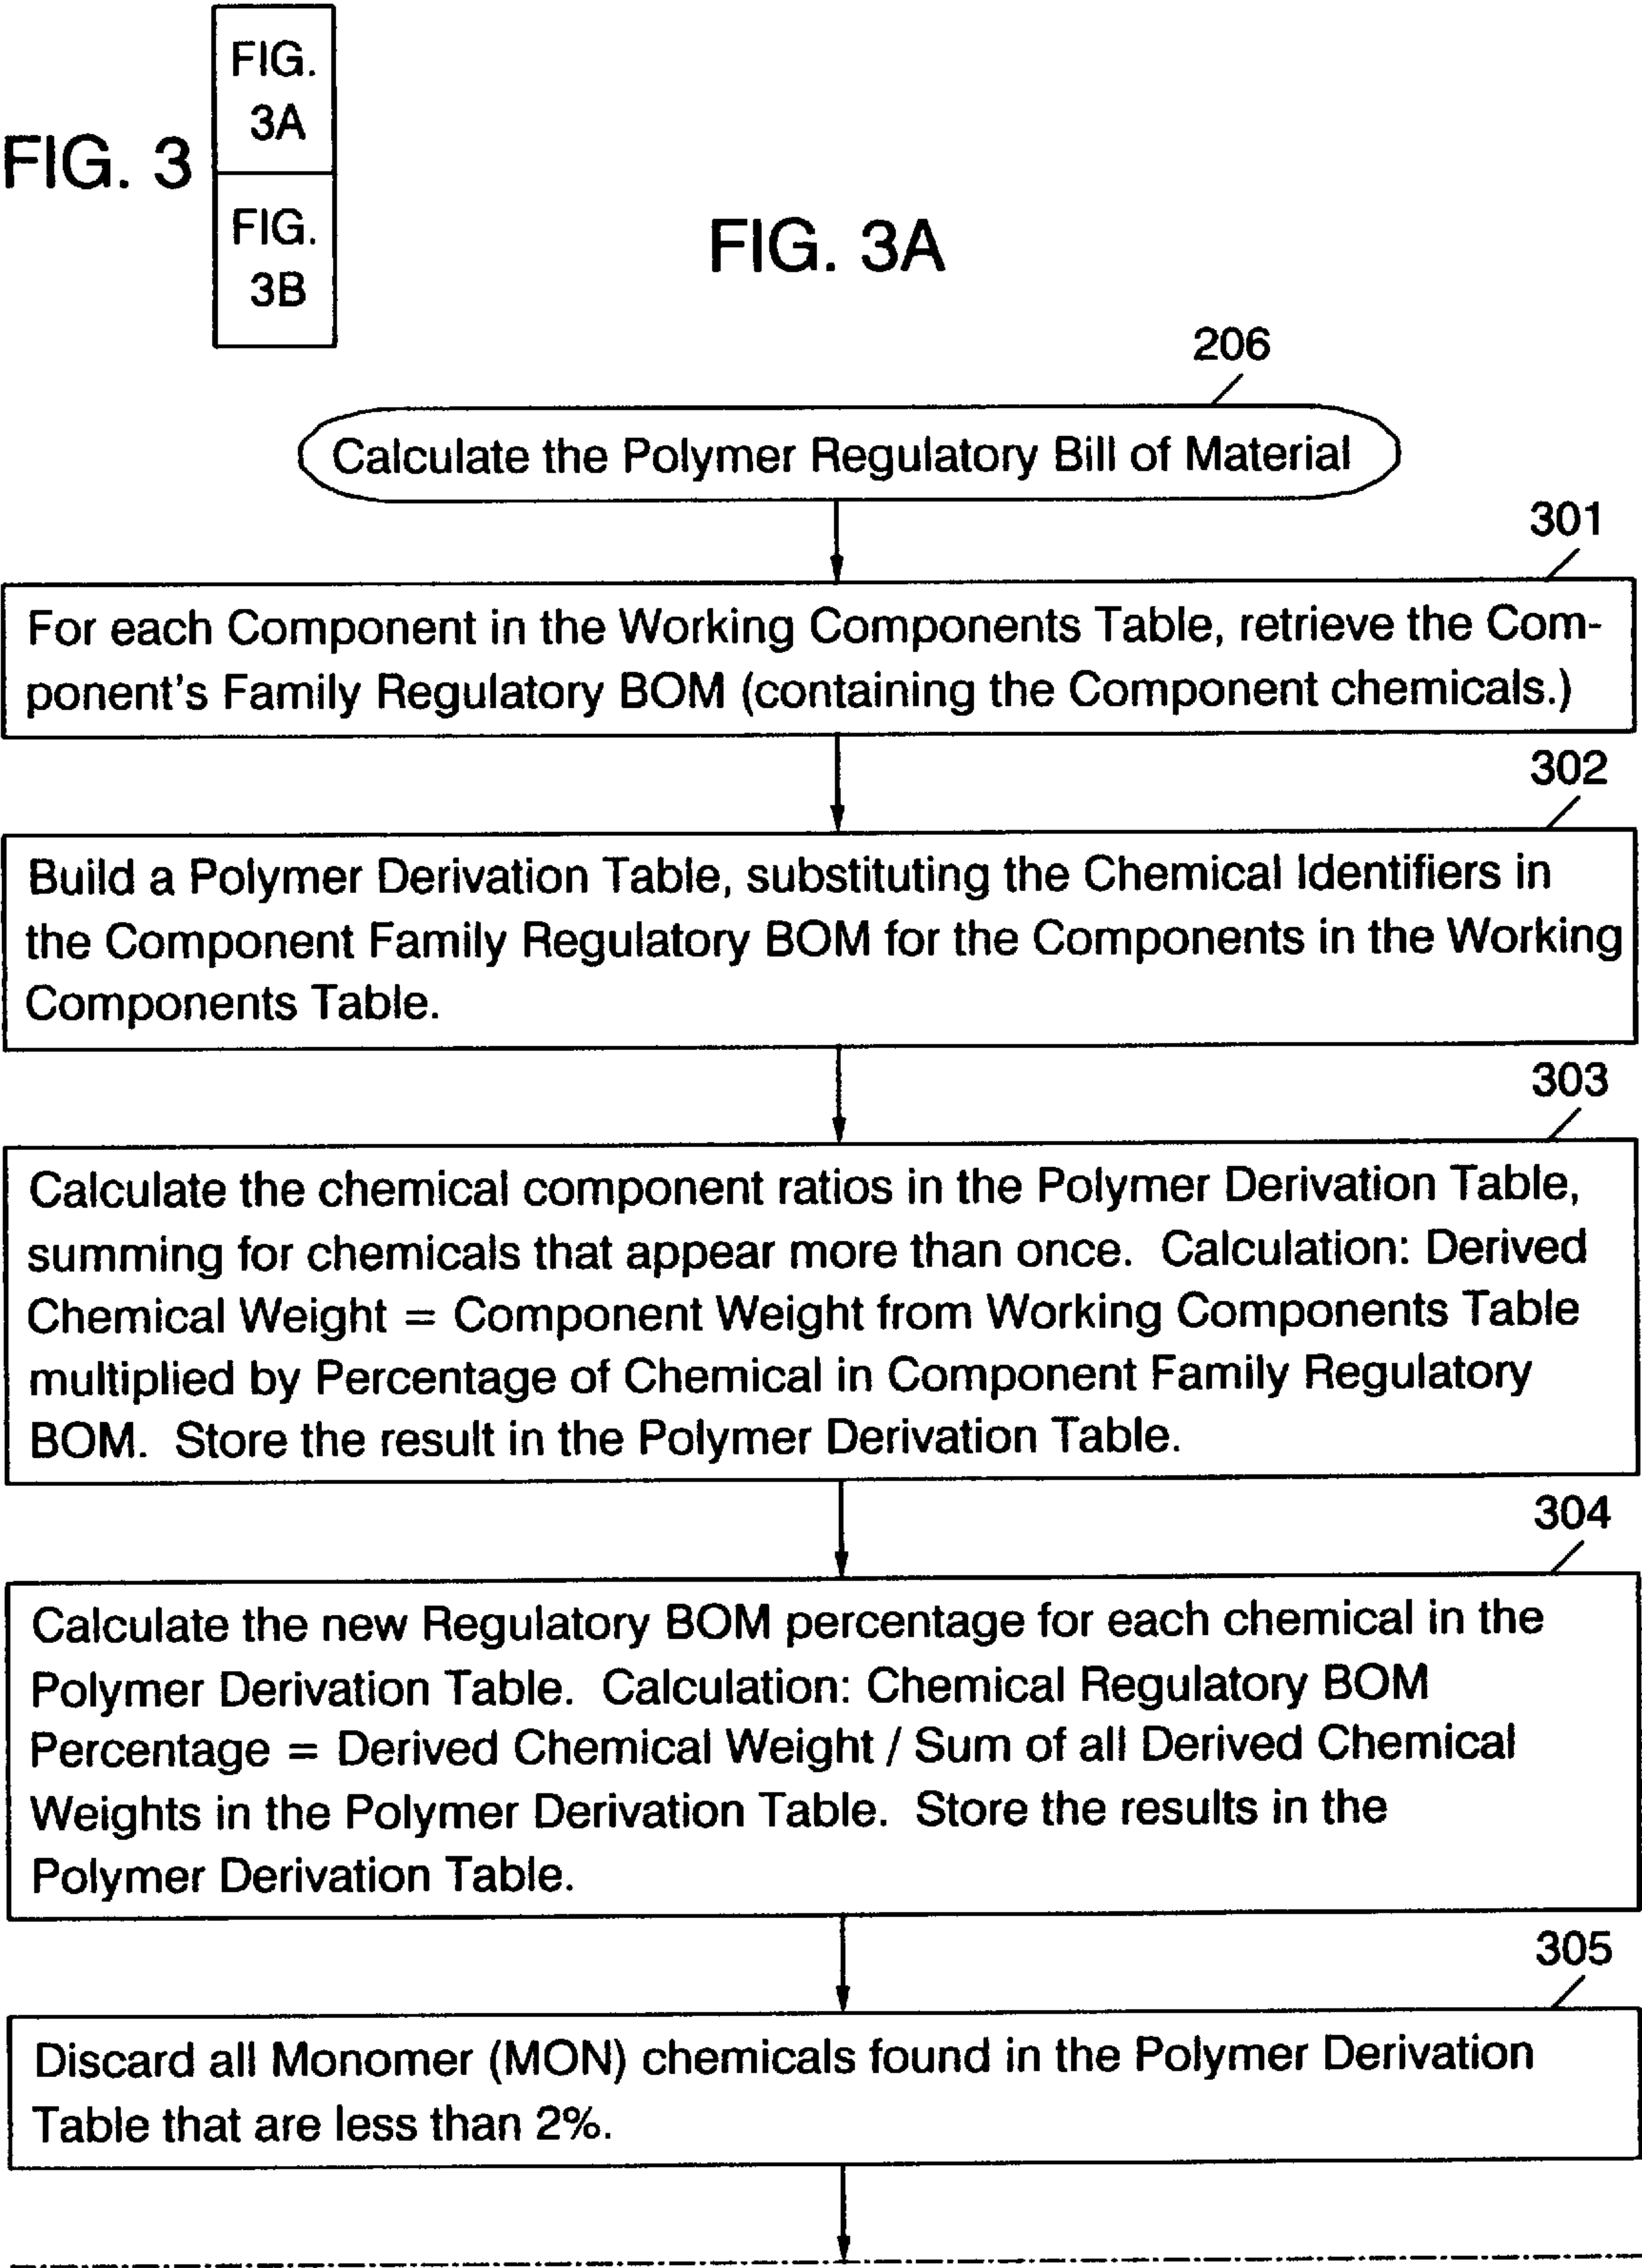 FIG. 3
FIG.
3A
FIG.
3B
FIG. 3A
206
Calculate the Polymer Regulatory Bill of Material
301
For each Component in the Working Components Table, retrieve the Com-
ponent's Family Regulatory BOM (containing the Component chemicals.)
302
Build a Polymer Derivation Table, substituting the Chemical Identifiers in
the Component Family Regulatory BOM for the Components in the Working
Components Table.
303
Calculate the chemical component ratios in the Polymer Derivation Table,
summing for chemicals that appear more than once. Calculation: Derived
Chemical Weight = Component Weight from Working Components Table
multiplied by Percentage of Chemical in Component Family Regulatory
BOM. Store the result in the Polymer Derivation Table.
304
Calculate the new Regulatory BOM percentage for each chemical in the
Polymer Derivation Table. Calculation: Chemical Regulatory BOM
Percentage = Derived Chemical Weight / Sum of all Derived Chemical
Weights in the Polymer Derivation Table. Store the results in the
Polymer Derivation Table.
305
Discard all Monomer (MON) chemicals found in the Polymer Derivation
Table that are less than 2%.